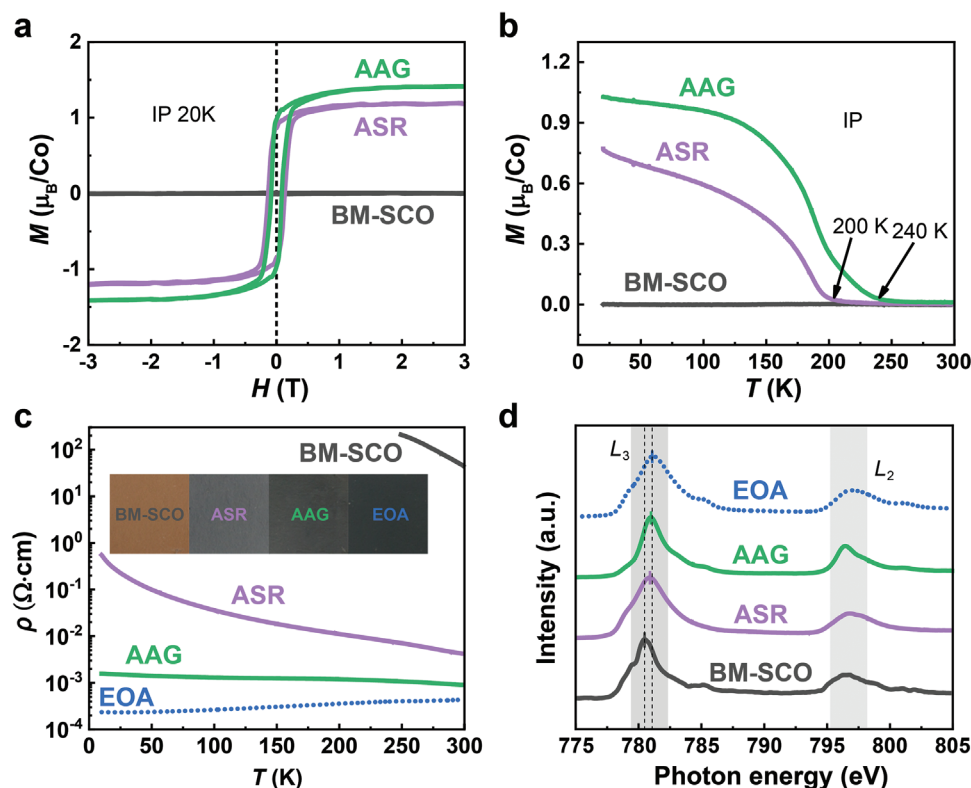 a
2
1
0
-1
-2
M (μB/Co)
IP 20K
AAG
ASR
BM-SCO
-3 -2 -1 0 1 2 3
H (T)
b
1.2
0.9
0.6
0.3
0.0
M (μB/Co)
AAG
IP
ASR
200 K
240 K
BM-SCO
0 50 100 150 200 250 300
T (K)
c
10²
10¹
10⁰
10⁻¹
10⁻²
10⁻³
10⁻⁴
ρ (Ω·cm)
BM-SCO
BM-SCO ASR AAG EOA
ASR
AAG
EOA
0 50 100 150 200 250 300
T (K)
d
Intensity (a.u.)
L3
L2
EOA
AAG
ASR
BM-SCO
775 780 785 790 795 800 805
Photon energy (eV)